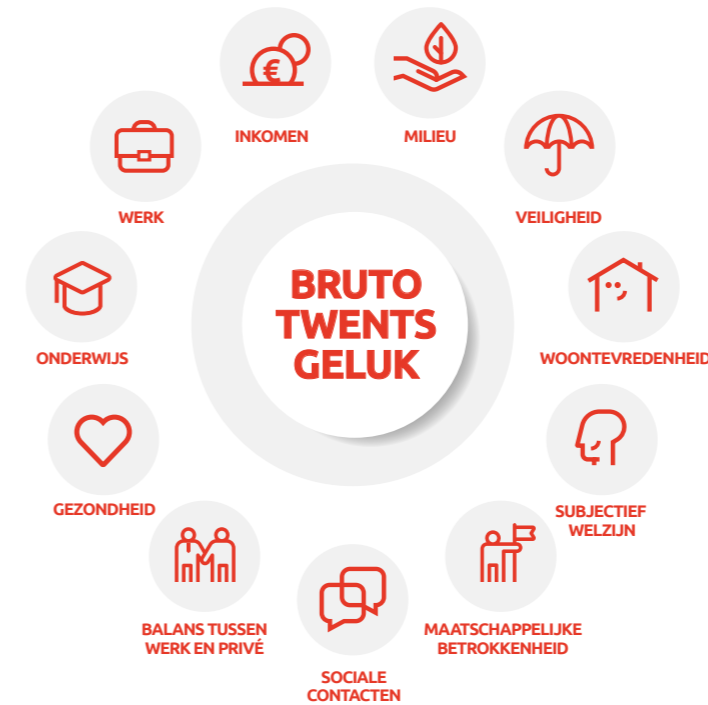 INKOMEN
MILIEU
WERK
VEILIGHEID
BRUTO
TWENTS
GELUK
ONDERWIJS
WOONTEVREDENHEID
GEZONDHEID
SUBJECTIEF
WELZIJN
BALANS TUSSEN
WERK EN PRIVÉ
MAATSCHAPPELIJKE
BETROKKENHEID
SOCIALE
CONTACTEN